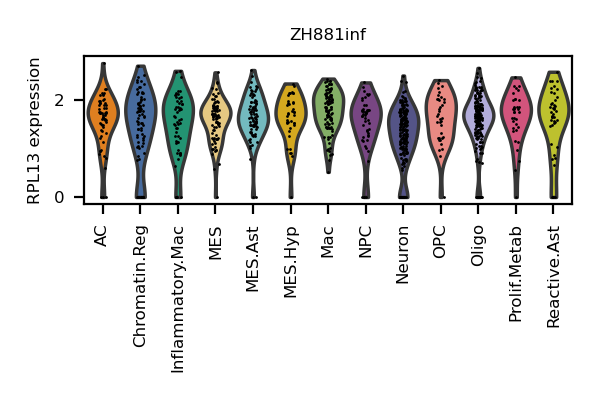 ZH881inf
RPL13 expression
2
0
AC
Chromatin.Reg
Inflammatory.Mac
MES
MES.Ast
MES.Hyp
Mac
NPC
Neuron
OPC
Oligo
Prolif.Metab
Reactive.Ast